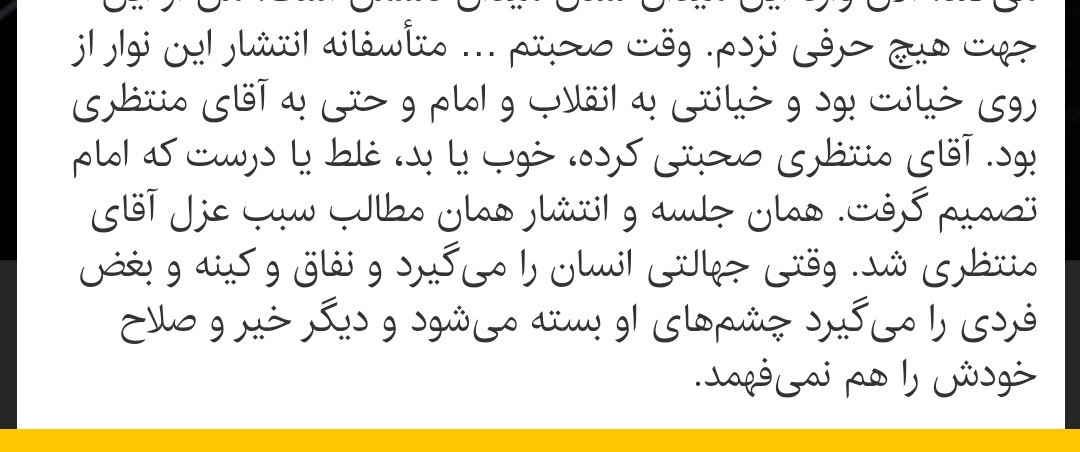 جهت هیچ حرفی نزدم. وقت صحبتم ... متأسفانه انتشار این نوار از
روی خیانت بود و خیانتی به انقلاب و امام و حتی به آقای منتظری
بود. آقای منتظری صحبتی کرده، خوب یا بد، غلط یا درست که امام
تصمیم گرفت. همان جلسه و انتشار همان مطالب سبب عزل آقای
منتظری شد. وقتی جهالتی انسان را می‌گیرد و نفاق و کینه و بغض
فردی را می‌گیرد چشم‌های او بسته می‌شود و دیگر خیر و صلاح
خودش را هم نمی‌فهمد.